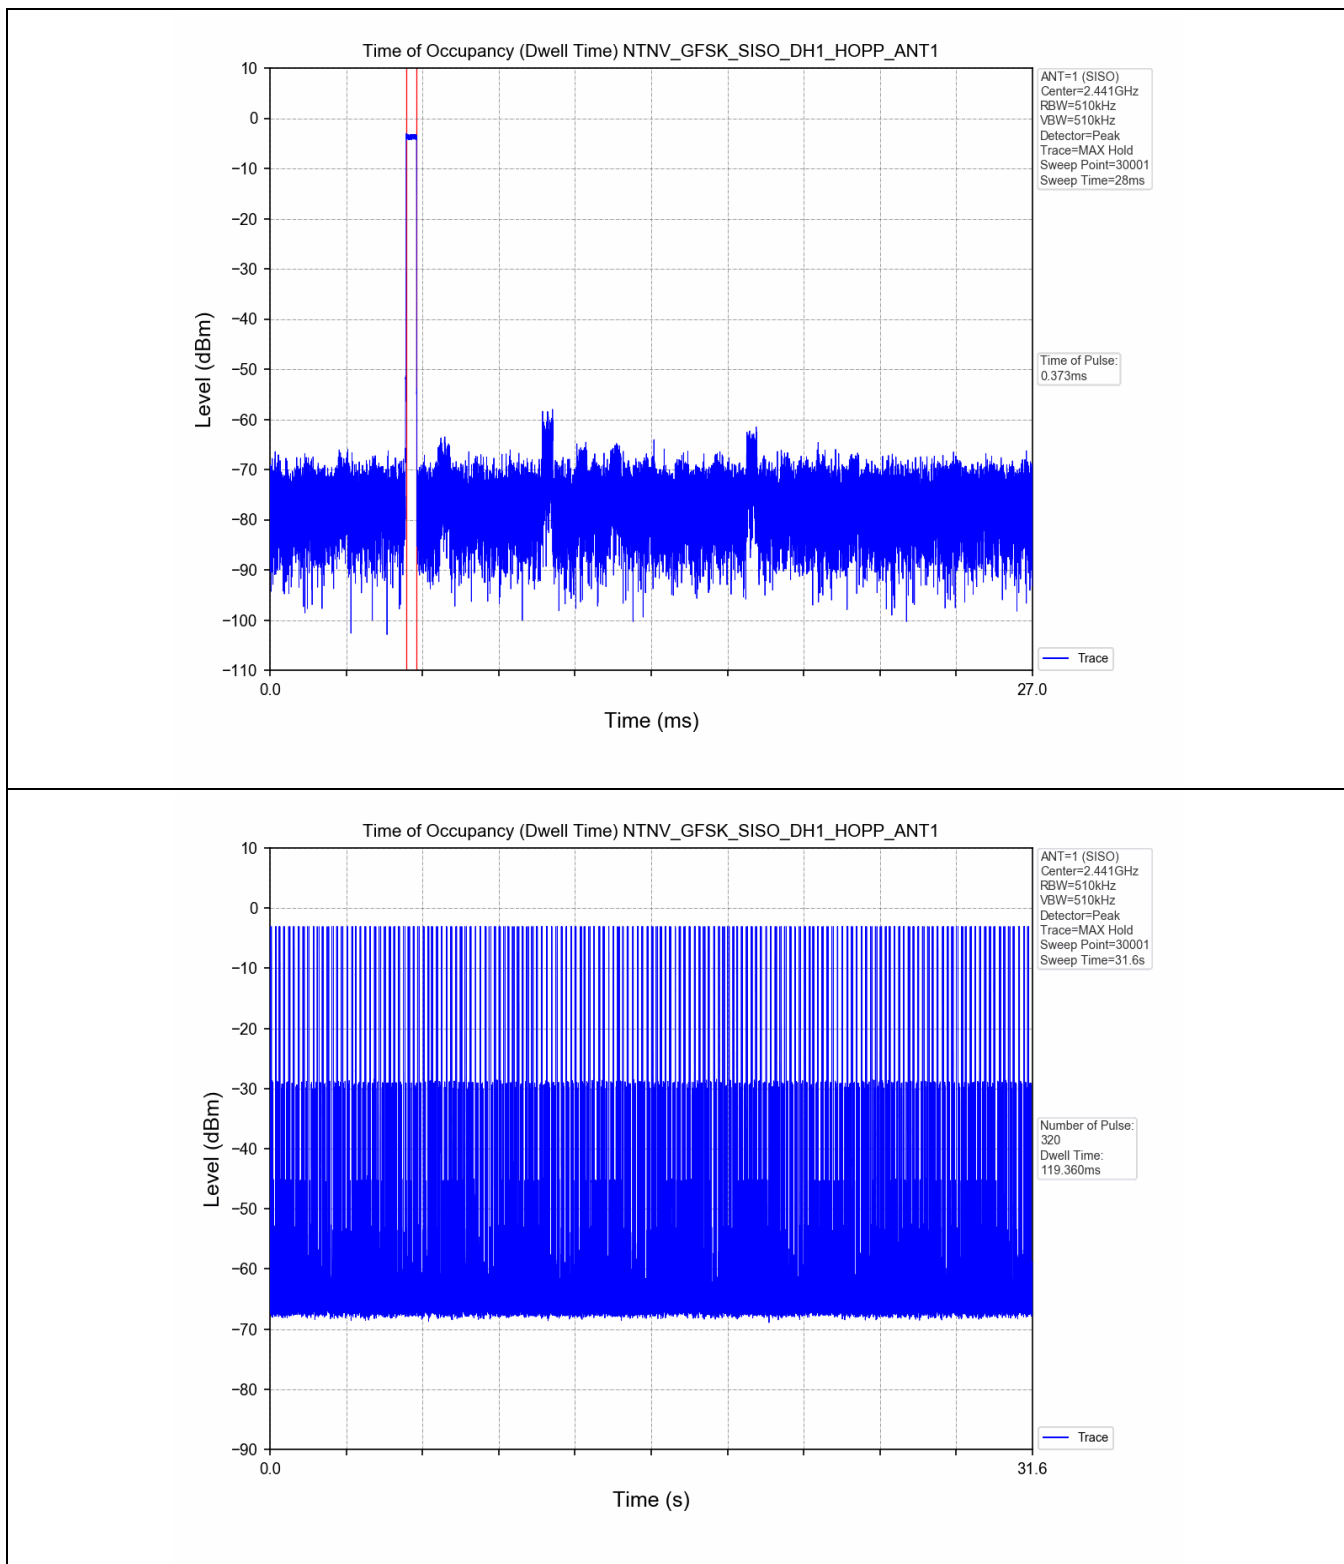 Time of Occupancy (Dwell Time) NTNV_GFSK_SISO_DH1_HOPP_ANT1
10
0
−10
−20
−30
−40
−50
−60
−70
−80
−90
−100
−110
Level (dBm)
0.0
27.0
Time (ms)
ANT=1 (SISO)
Center=2.441GHz
RBW=510kHz
VBW=510kHz
Detector=Peak
Trace=MAX Hold
Sweep Point=30001
Sweep Time=28ms
Time of Pulse:
0.373ms
Trace
Time of Occupancy (Dwell Time) NTNV_GFSK_SISO_DH1_HOPP_ANT1
10
0
−10
−20
−30
−40
−50
−60
−70
−80
−90
Level (dBm)
0.0
31.6
Time (s)
ANT=1 (SISO)
Center=2.441GHz
RBW=510kHz
VBW=510kHz
Detector=Peak
Trace=MAX Hold
Sweep Point=30001
Sweep Time=31.6s
Number of Pulse:
320
Dwell Time:
119.360ms
Trace